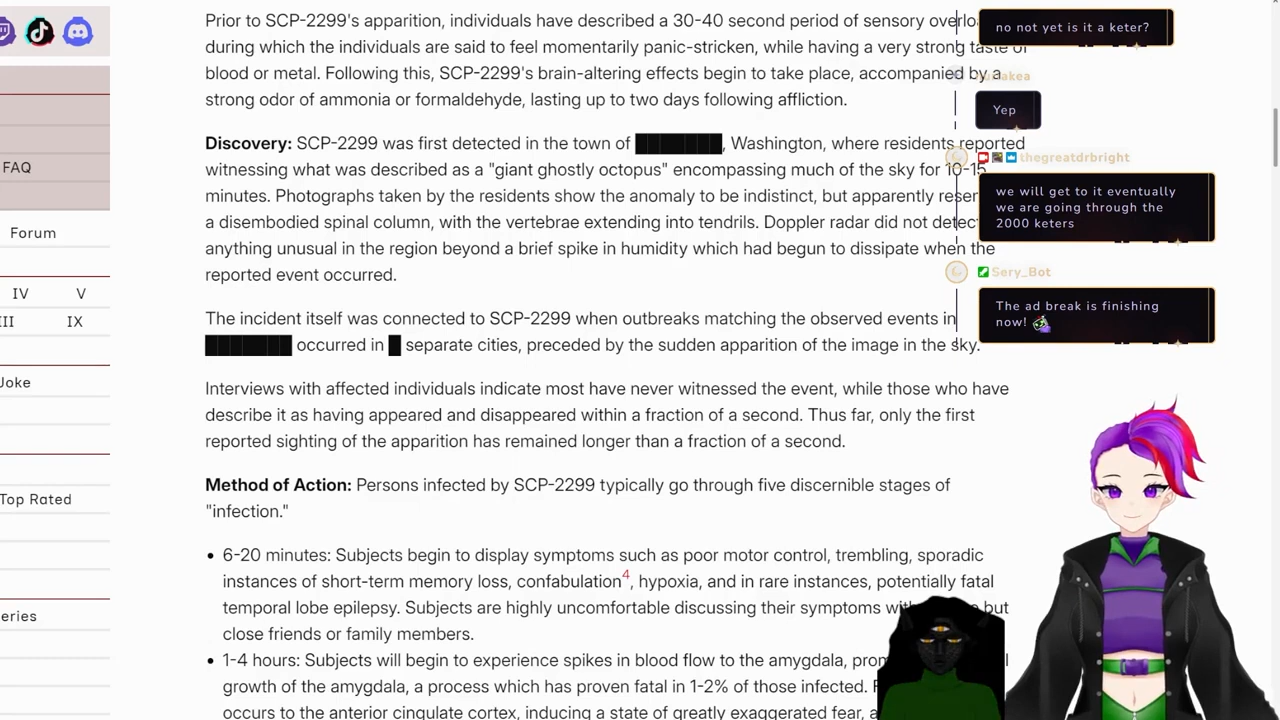 Prior to SCP-2299's apparition, individuals have described a 30-40 second period of sensory
during which the individuals are said to feel momentarily panic-stricken, while having a very strong taste of
blood or metal. Following this, SCP-2299's brain-altering effects begin to take place, accompanied by a
strong odor of ammonia or formaldehyde, lasting up to two days following affliction.
Discovery: SCP-2299 was first detected in the town of ███████, Washington, where residents reported
witnessing what was described as a "giant ghostly octopus" encompassing much of the sky for 10-15
minutes. Photographs taken by the residents show the anomaly to be indistinct, but apparently
a disembodied spinal column, with the vertebrae extending into tendrils. Doppler radar did not
anything unusual in the region beyond a brief spike in humidity which had begun to dissipate when the
reported event occurred.
The incident itself was connected to SCP-2299 when outbreaks matching the observed events in
███████ occurred in █ separate cities, preceded by the sudden apparition of the image in the sky.
Interviews with affected individuals indicate most have never witnessed the event, while those who have
describe it as having appeared and disappeared within a fraction of a second. Thus far, only the first
reported sighting of the apparition has remained longer than a fraction of a second.
Method of Action: Persons infected by SCP-2299 typically go through five discernible stages of
"infection."
• 6-20 minutes: Subjects begin to display symptoms such as poor motor control, trembling, sporadic
instances of short-term memory loss, confabulation4, hypoxia, and in rare instances, potentially fatal
temporal lobe epilepsy. Subjects are highly uncomfortable discussing their symptoms but
close friends or family members.
• 1-4 hours: Subjects will begin to experience spikes in blood flow to the amygdala,
growth of the amygdala, a process which has proven fatal in 1-2% of those infected.
occurs to the anterior cingulate cortex, inducing a state of greatly exaggerated fear,
FAQ
Forum
IV V
IX
Joke
Top Rated
no not yet is it a keter?
Yep
thegreatdrbright
we will get to it eventually
we are going through the
2000 keters
Sery_Bot
The ad break is finishing
now!